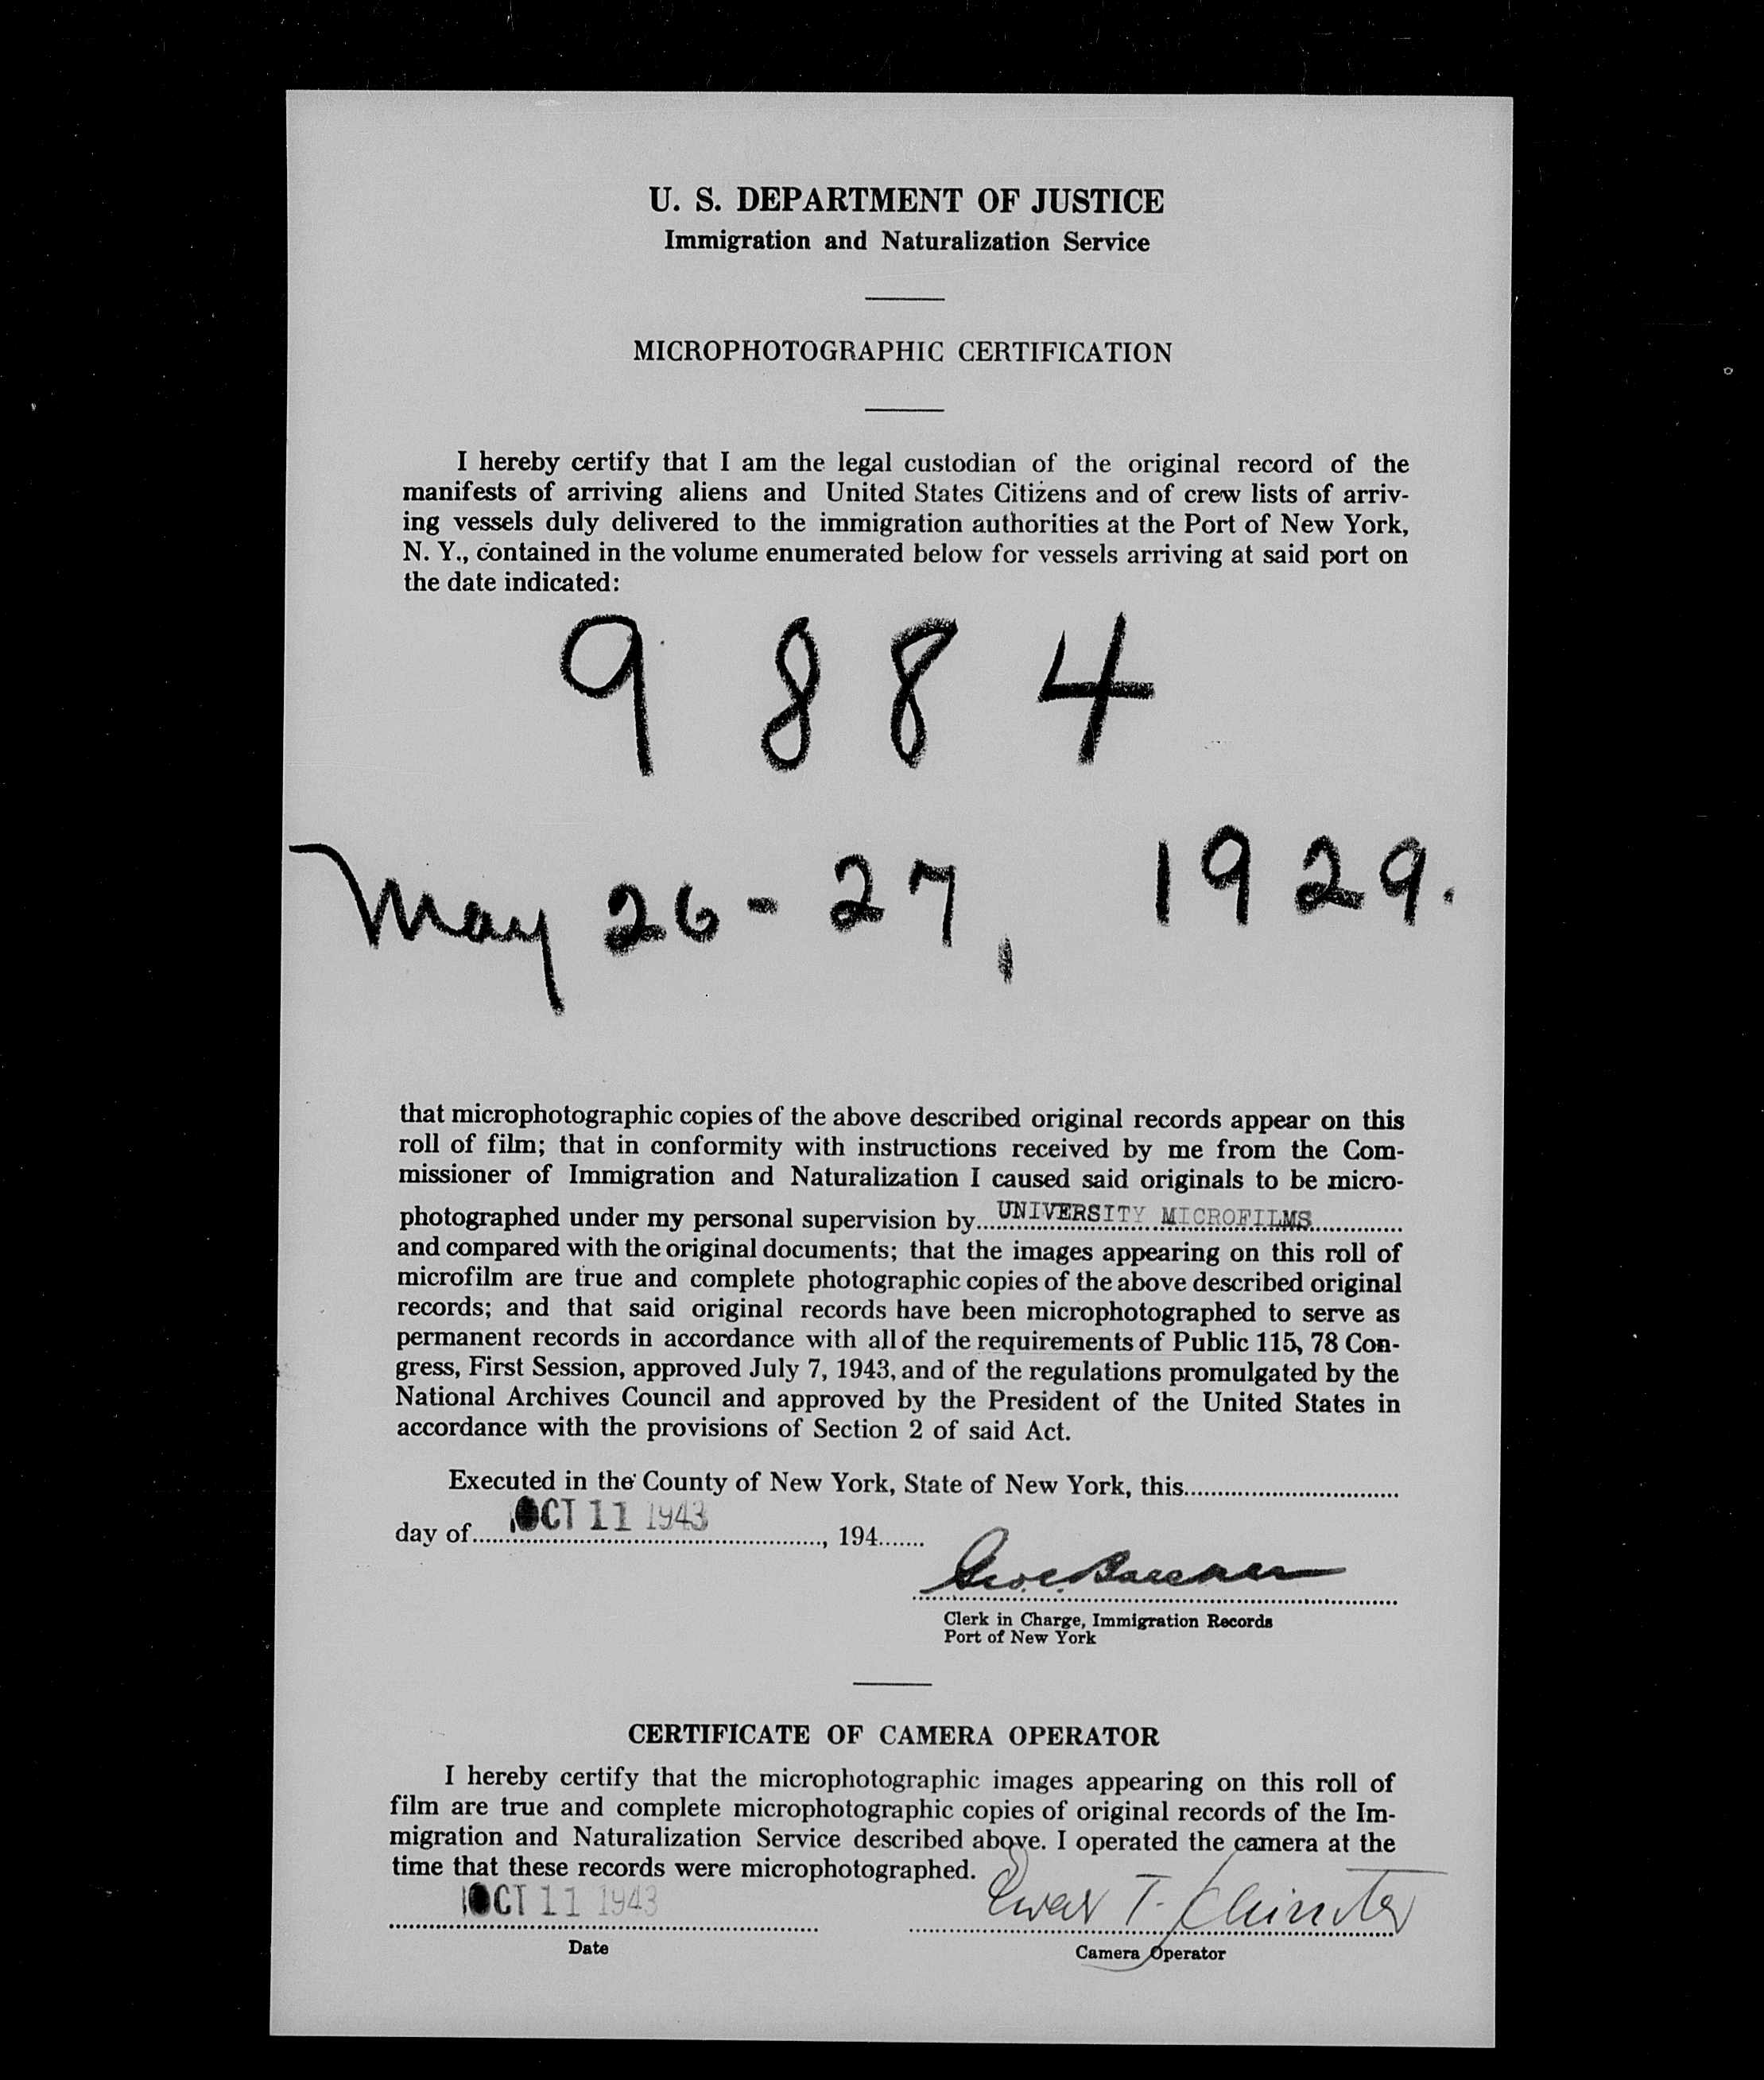 U. S. DEPARTMENT OF JUSTICE
Immigration and Naturalization Service
MICROPHOTOGRAPHIC CERTIFICATION
I hereby certify that I am the legal custodian of the original record of the
manifests of arriving aliens and United States Citizens and of crew lists of arriv-
ing vessels duly delivered to the immigration authorities at the Port of New York,
N. Y., contained in the volume enumerated below for vessels arriving at said port on
the date indicated:
9884
May 26-27, 1929.
that microphotographic copies of the above described original records appear on this
roll of film; that in conformity with instructions received by me from the Com-
missioner of Immigration and Naturalization I caused said originals to be micro-
photographed under my personal supervision by UNIVERSITY MICROFILMS
and compared with the original documents; that the images appearing on this roll of
microfilm are true and complete photographic copies of the above described original
records; and that said original records have been microphotographed to serve as
permanent records in accordance with all of the requirements of Public 115, 78 Con-
gress, First Session, approved July 7, 1943, and of the regulations promulgated by the
National Archives Council and approved by the President of the United States in
accordance with the provisions of Section 2 of said Act.
Executed in the County of New York, State of New York, this
day of OCT 11 1943, 194
Clerk in Charge, Immigration Records
Port of New York
CERTIFICATE OF CAMERA OPERATOR
I hereby certify that the microphotographic images appearing on this roll of
film are true and complete microphotographic copies of original records of the Im-
migration and Naturalization Service described above. I operated the camera at the
time that these records were microphotographed.
OCT 11 1943
Date
Camera Operator